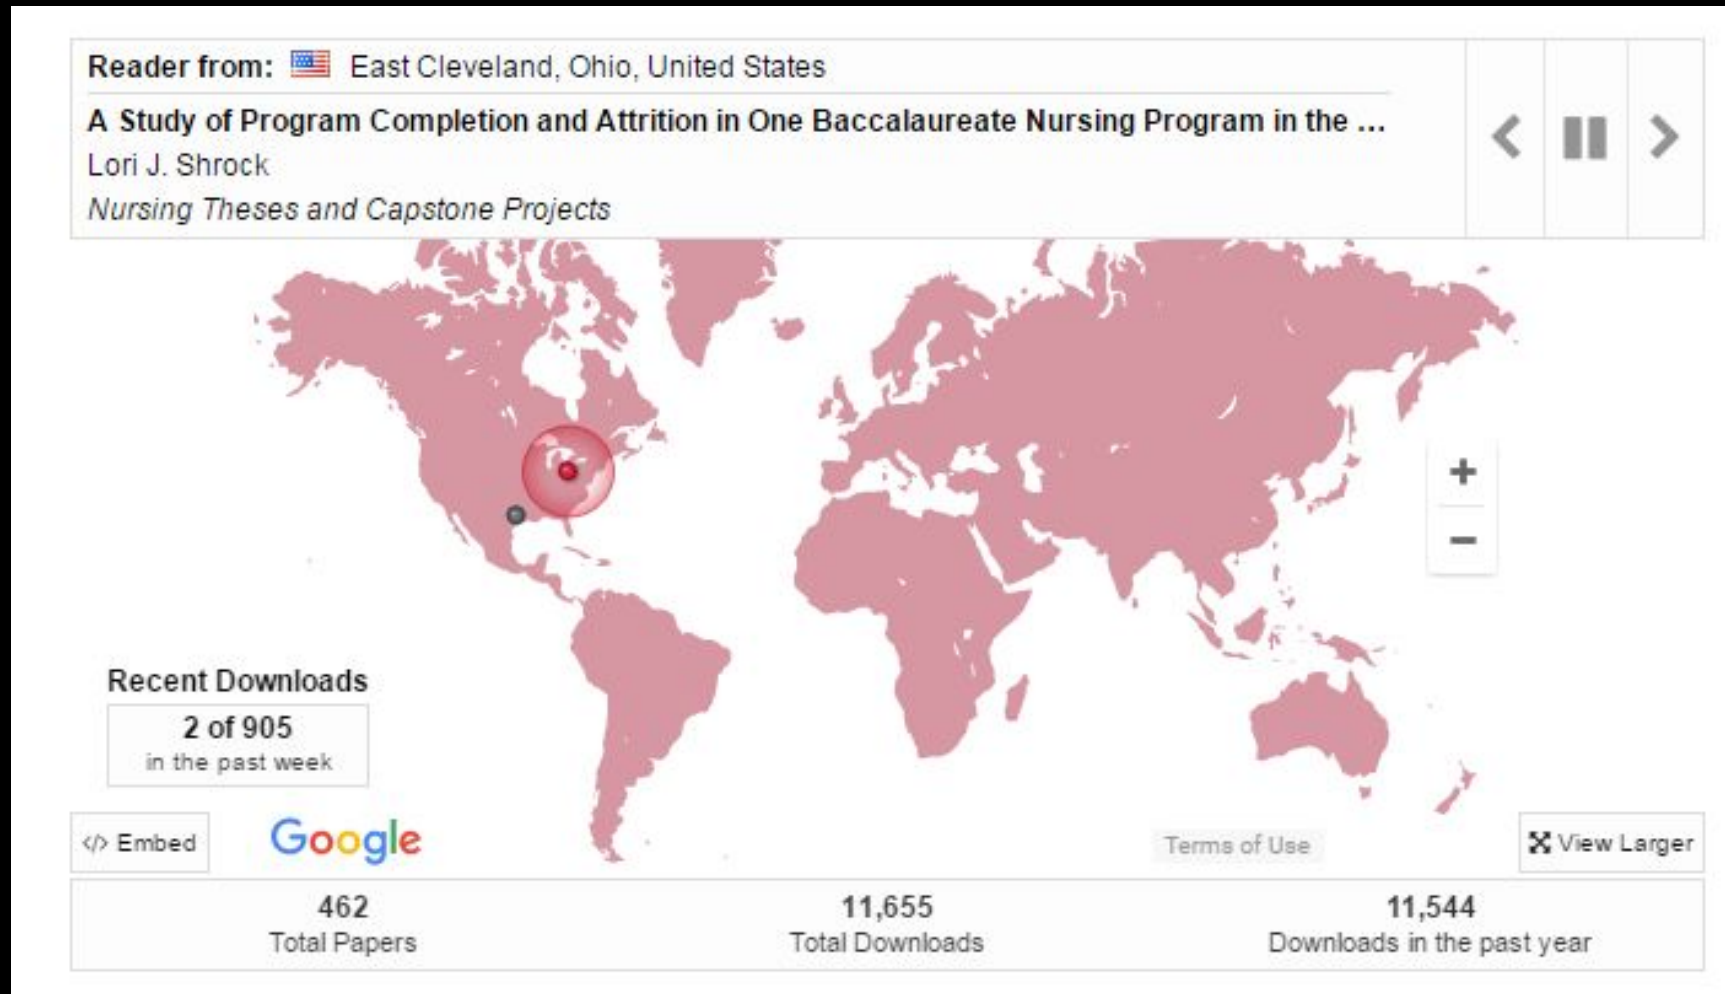 Reader from: East Cleveland, Ohio, United States
A Study of Program Completion and Attrition in One Baccalaureate Nursing Program in the ...
Lori J. Shrock
Nursing Theses and Capstone Projects
Recent Downloads
2 of 905
in the past week
</> Embed
Google
Terms of Use
View Larger
462
Total Papers
11,655
Total Downloads
11,544
Downloads in the past year